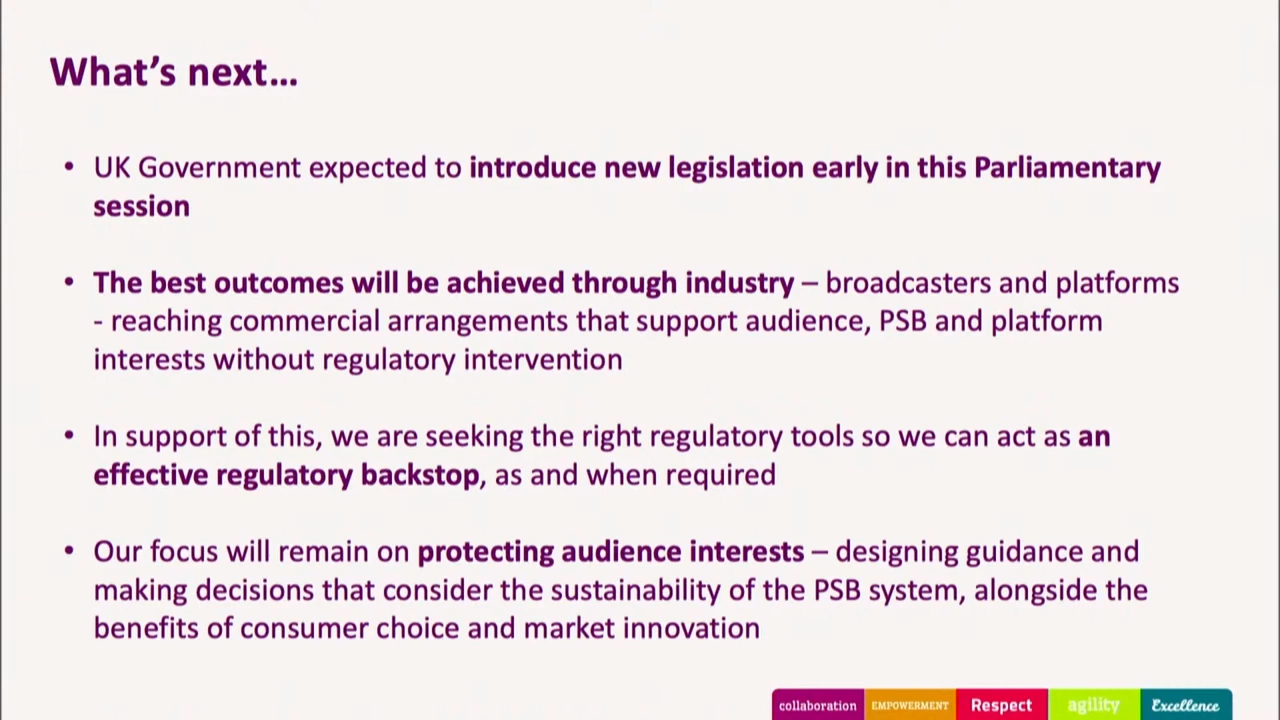 What's next…
• UK Government expected to introduce new legislation early in this Parliamentary
session
• The best outcomes will be achieved through industry – broadcasters and platforms
- reaching commercial arrangements that support audience, PSB and platform
interests without regulatory intervention
• In support of this, we are seeking the right regulatory tools so we can act as an
effective regulatory backstop, as and when required
• Our focus will remain on protecting audience interests – designing guidance and
making decisions that consider the sustainability of the PSB system, alongside the
benefits of consumer choice and market innovation
collaboration EMPOWERMENT Respect agility Excellence